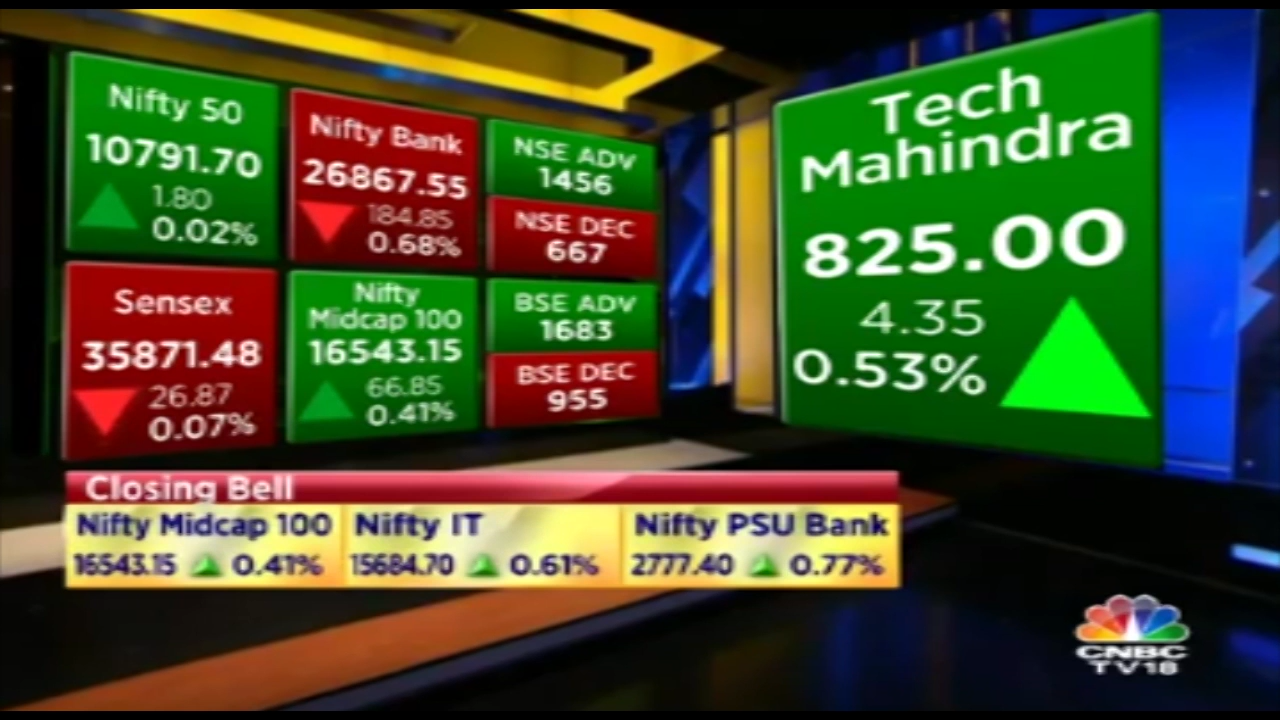 Nifty 50
10791.70
1.80
0.02%
Nifty Bank
26867.55
184.85
0.68%
NSE ADV
1456
NSE DEC
667
Sensex
35871.48
26.87
0.07%
Nifty
Midcap 100
16543.15
66.85
0.41%
BSE ADV
1683
BSE DEC
955
Tech
Mahindra
825.00
4.35
0.53%
Closing Bell
Nifty Midcap 100
16543.15 0.41%
Nifty IT
15684.70 0.61%
Nifty PSU Bank
2777.40 0.77%
CNBC
TV18